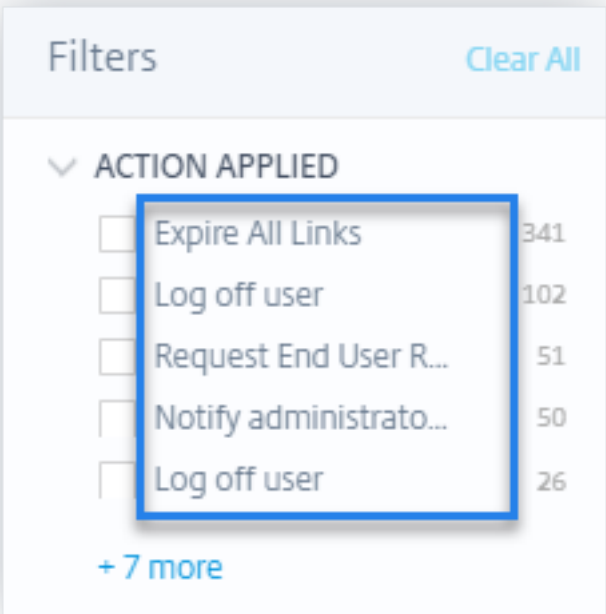 Filters Clear All
ACTION APPLIED
Expire All Links 341
Log off user 102
Request End User R... 51
Notify administrato... 50
Log off user 26
+ 7 more